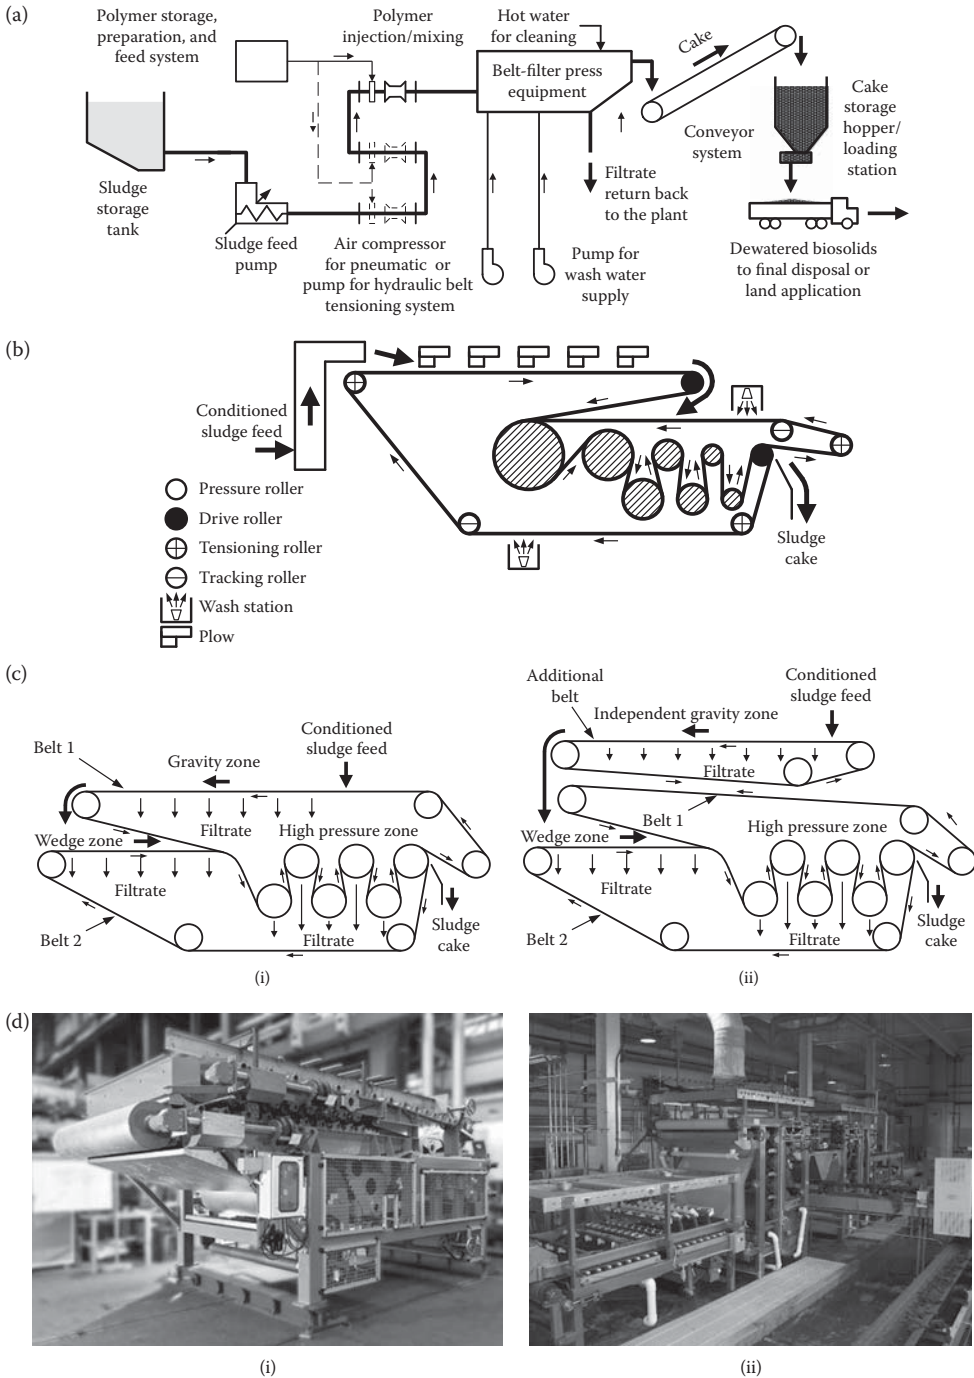 (a)
Polymer storage,
preparation, and
feed system
Polymer
injection/mixing
Hot water
for cleaning
Cake
Belt-filter press
equipment
Cake
storage
hopper/
loading
station
Conveyor
system
Sludge
storage
tank
Sludge feed
pump
Air compressor
for pneumatic or
pump for hydraulic belt
tensioning system
Filtrate
return back
to the plant
Pump for
wash water
supply
Dewatered biosolids
to final disposal or
land application
(b)
Conditioned
sludge feed
Pressure roller
Drive roller
Tensioning roller
Tracking roller
Wash station
Plow
Sludge
cake
(c)
Belt 1
Gravity zone
Conditioned
sludge feed
Wedge zone
Filtrate
High pressure zone
Filtrate
Belt 2
Filtrate
Sludge
cake
(i)
Additional
belt
Independent gravity zone
Conditioned
sludge feed
Filtrate
Belt 1
Wedge zone
High pressure zone
Filtrate
Belt 2
Filtrate
Sludge
cake
(ii)
(d)
(i)
(ii)